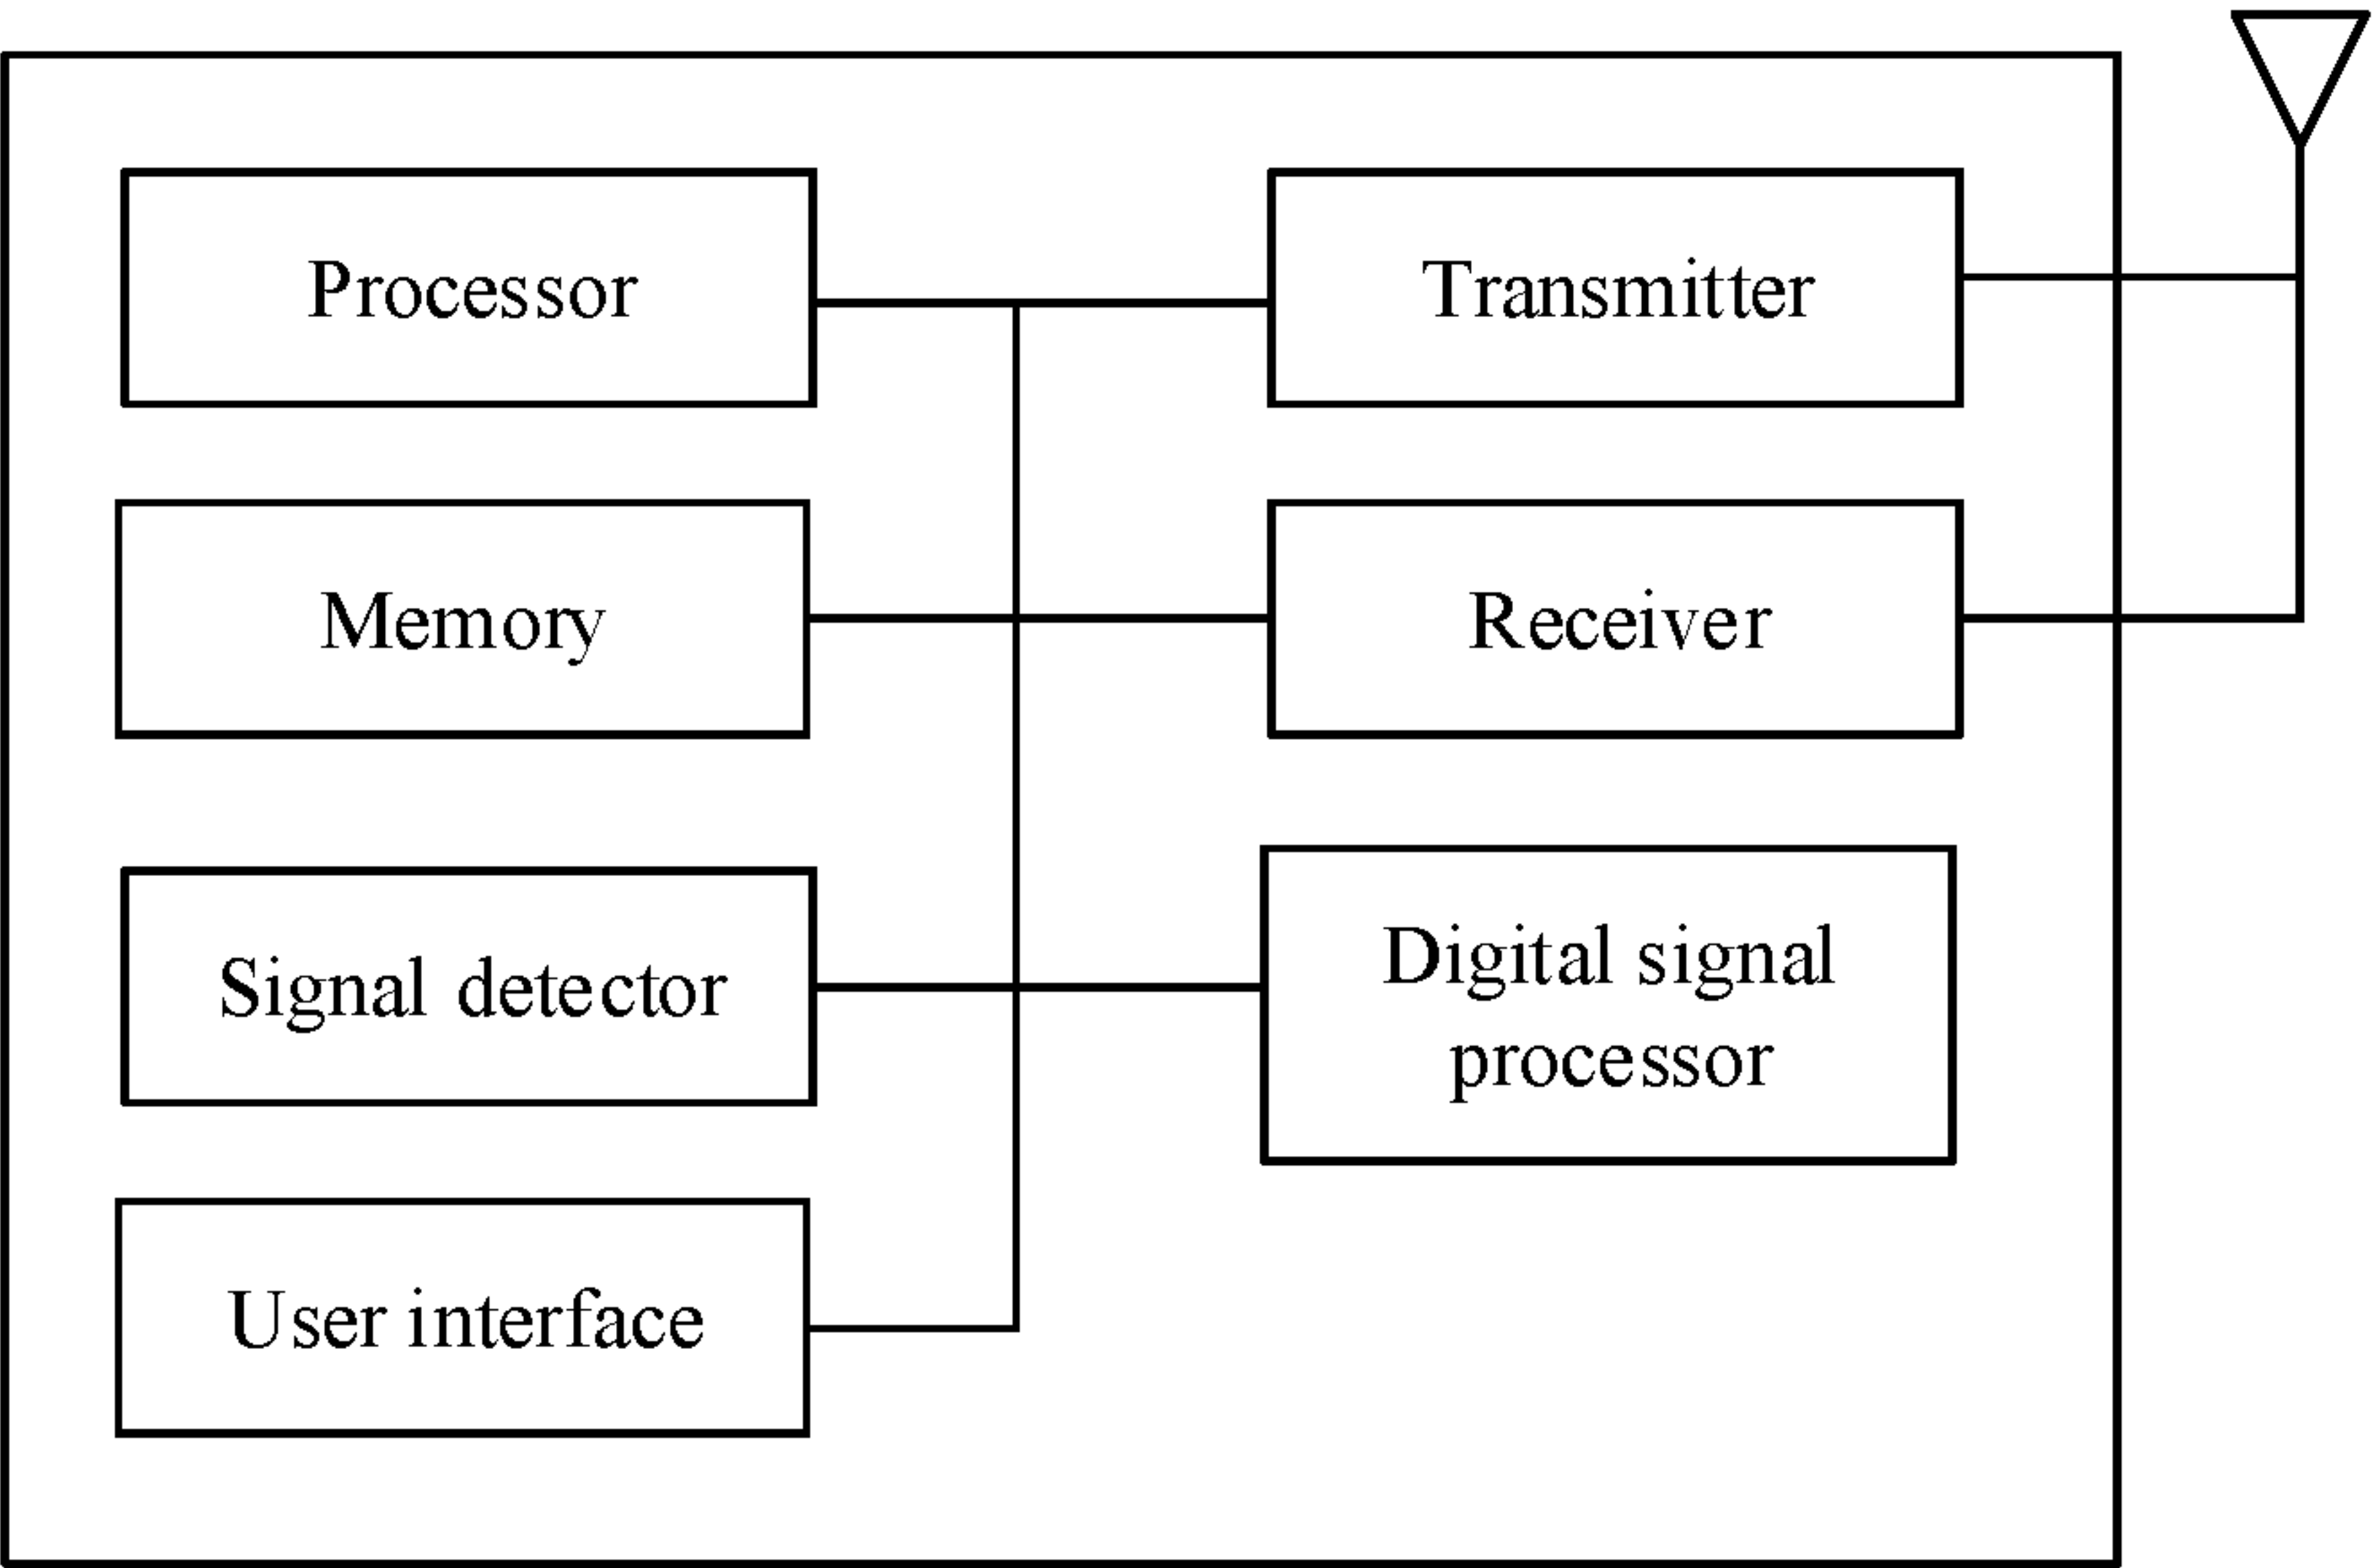 Processor
Transmitter
Memory
Receiver
Signal detector
Digital signal
processor
User interface